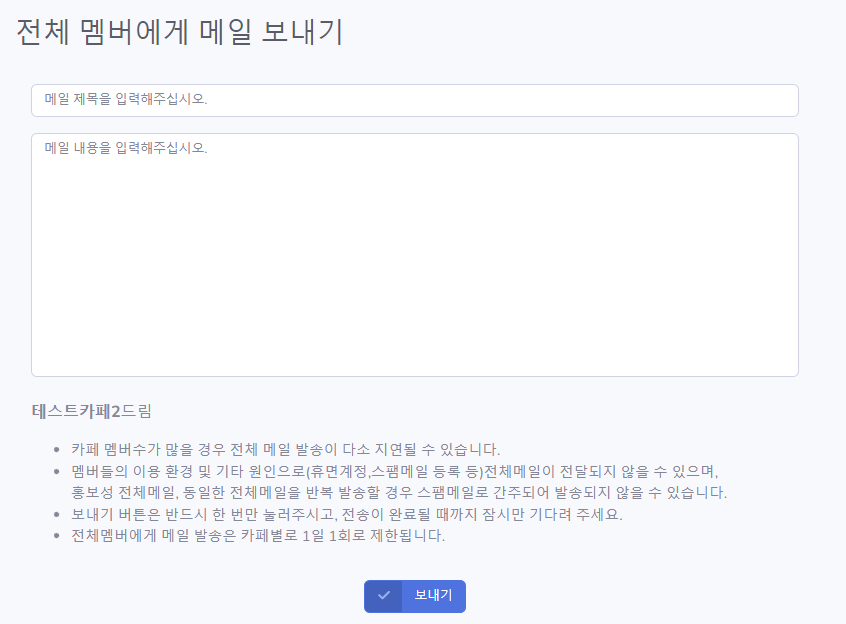 전체 멤버에게 메일 보내기
메일 제목을 입력해주십시오.
메일 내용을 입력해주십시오.
테스트카페2드림
카페 멤버수가 많을 경우 전체 메일 발송이 다소 지연될 수 있습니다.
멤버들의 이용 환경 및 기타 원인으로(휴면계정,스팸메일 등록 등)전체메일이 전달되지 않을 수 있으며,
홍보성 전체메일, 동일한 전체메일을 반복 발송할 경우 스팸메일로 간주되어 발송되지 않을 수 있습니다.
보내기 버튼은 반드시 한 번만 눌러주시고, 전송이 완료될 때까지 잠시만 기다려 주세요.
전체멤버에게 메일 발송은 카페별로 1일 1회로 제한됩니다.
보내기